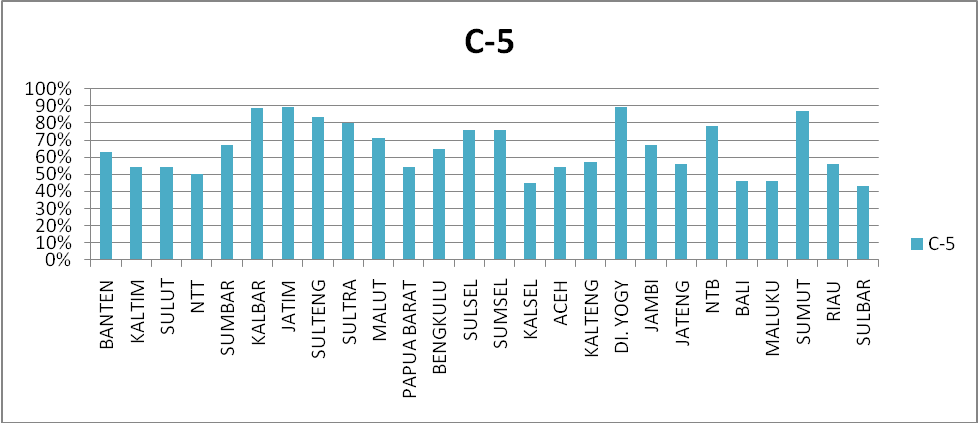 C-5
100%
90%
80%
70%
60%
50%
40%
30%
20%
10%
0%
BANTEN
KALTIM
SULUT
NTT
SUMBAR
KALBAR
JATIM
SULTENG
SULTRA
MALUT
PAPUA BARAT
BENGKULU
SULSEL
SUMSEL
KALSEL
ACEH
KALTENG
DI. YOGY
JAMBI
JATENG
NTB
BALI
MALUKU
SUMUT
RIAU
SULBAR
C-5